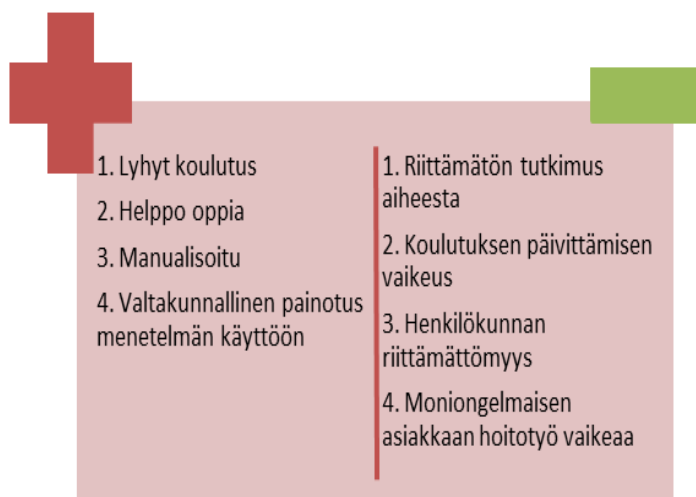 1. Lyhyt koulutus
2. Helppo oppia
3. Manualisoitu
4. Valtakunnallinen painotus
menetelmän käyttöön
1. Riittämätön tutkimus
aiheesta
2. Koulutuksen päivittämisen
vaikeus
3. Henkilökunnan
riittämättömyys
4. Moniongelmaisen
asiakkaan hoitotyö vaikeaa